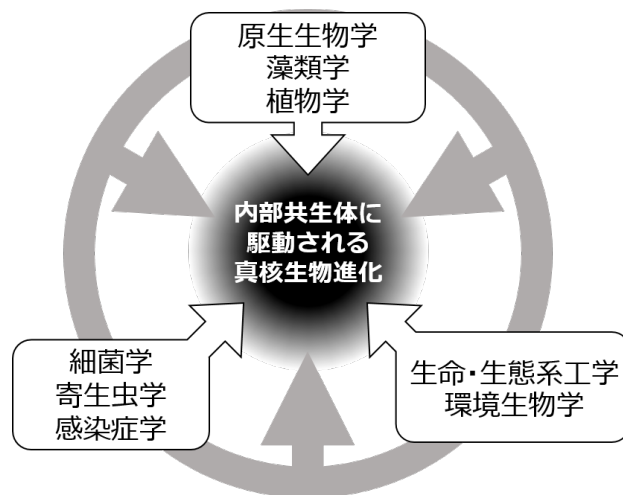 原生生物学
藻類学
植物学
内部共生体に
駆動される
真核生物進化
細菌学
寄生虫学
感染症学
生命・生態系工学
環境生物学